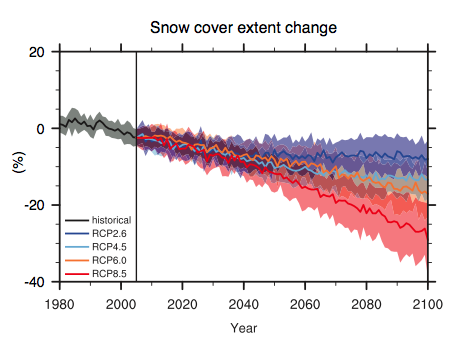 Snow cover extent change
20
0
-20
-40
(%)
historical
RCP2.6
RCP4.5
RCP6.0
RCP8.5
1980 2000 2020 2040 2060 2080 2100
Year